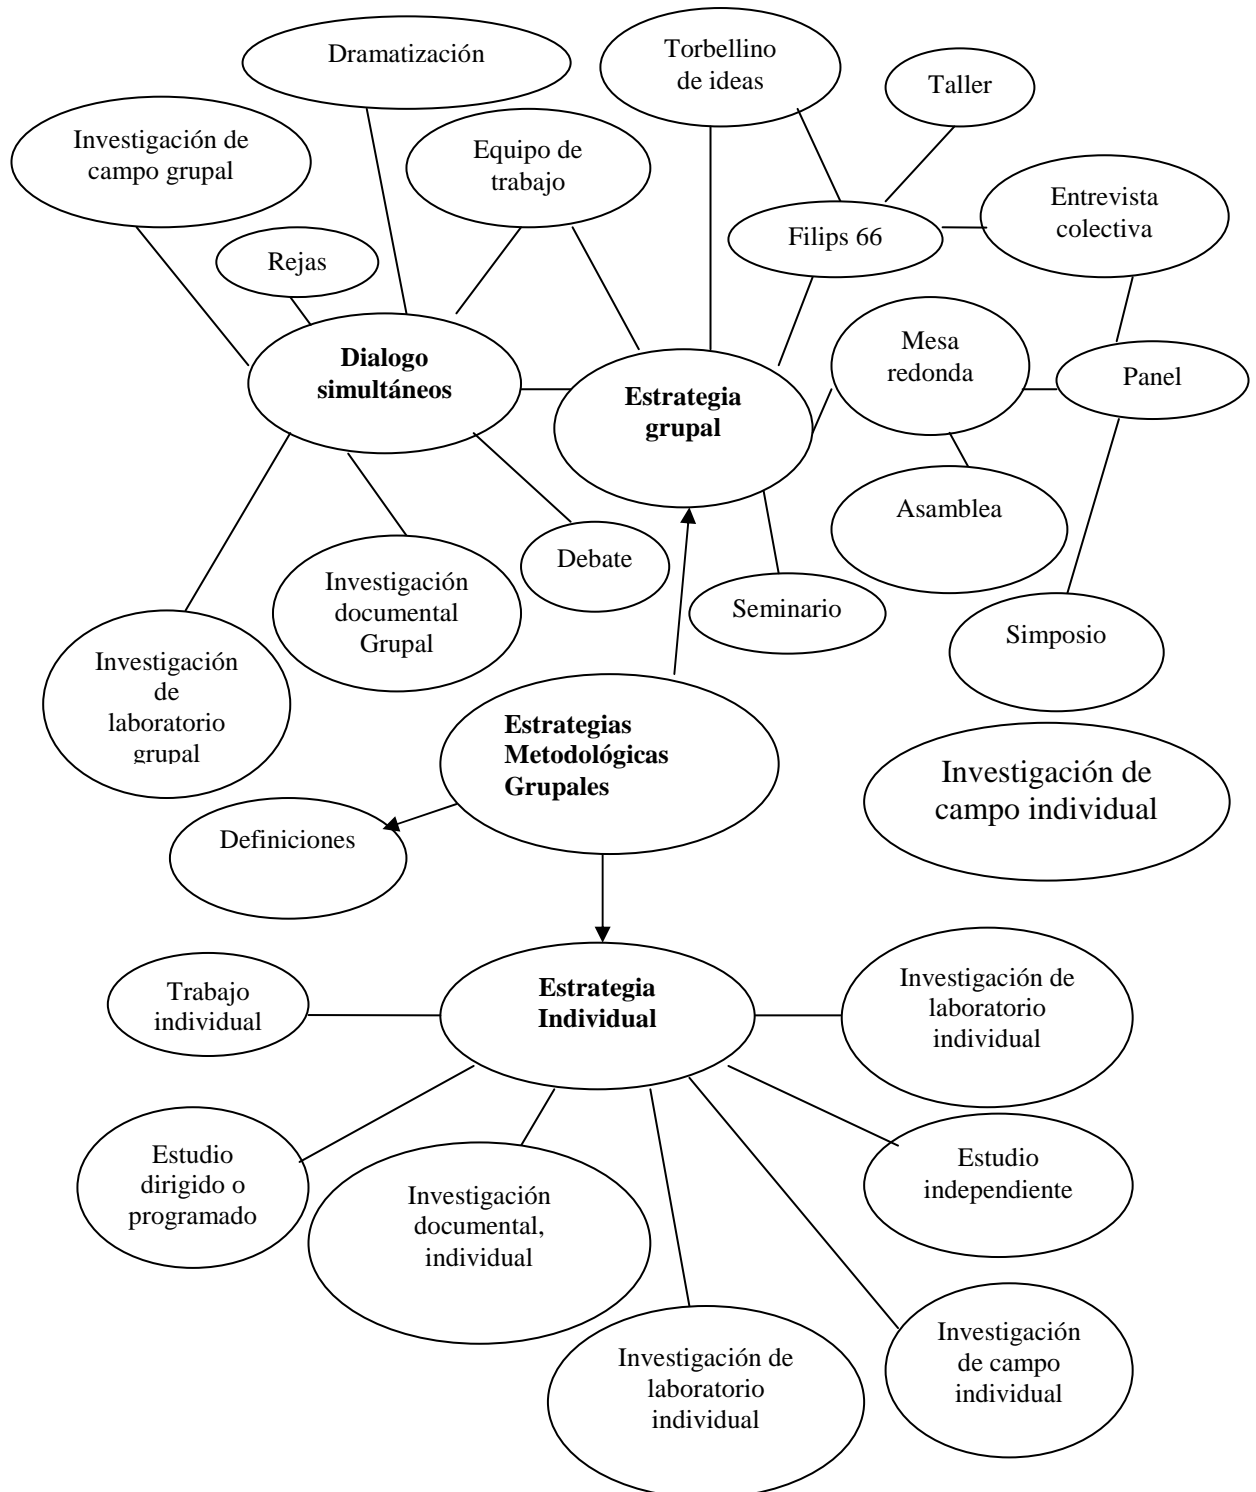 Dramatización
Torbellino
de ideas
Taller
Investigación de
campo grupal
Equipo de
trabajo
Entrevista
colectiva
Rejas
Filips 66
Dialogo
simultáneos
Mesa
redonda
Panel
Estrategia
grupal
Asamblea
Debate
Investigación
documental
Grupal
Seminario
Simposio
Investigación
de
laboratorio
grupal
Estrategias
Metodológicas
Grupales
Investigación de
campo individual
Definiciones
Trabajo
individual
Estrategia
Individual
Investigación de
laboratorio
individual
Estudio
dirigido o
programado
Investigación
documental,
individual
Estudio
independiente
Investigación de
laboratorio
individual
Investigación
de campo
individual